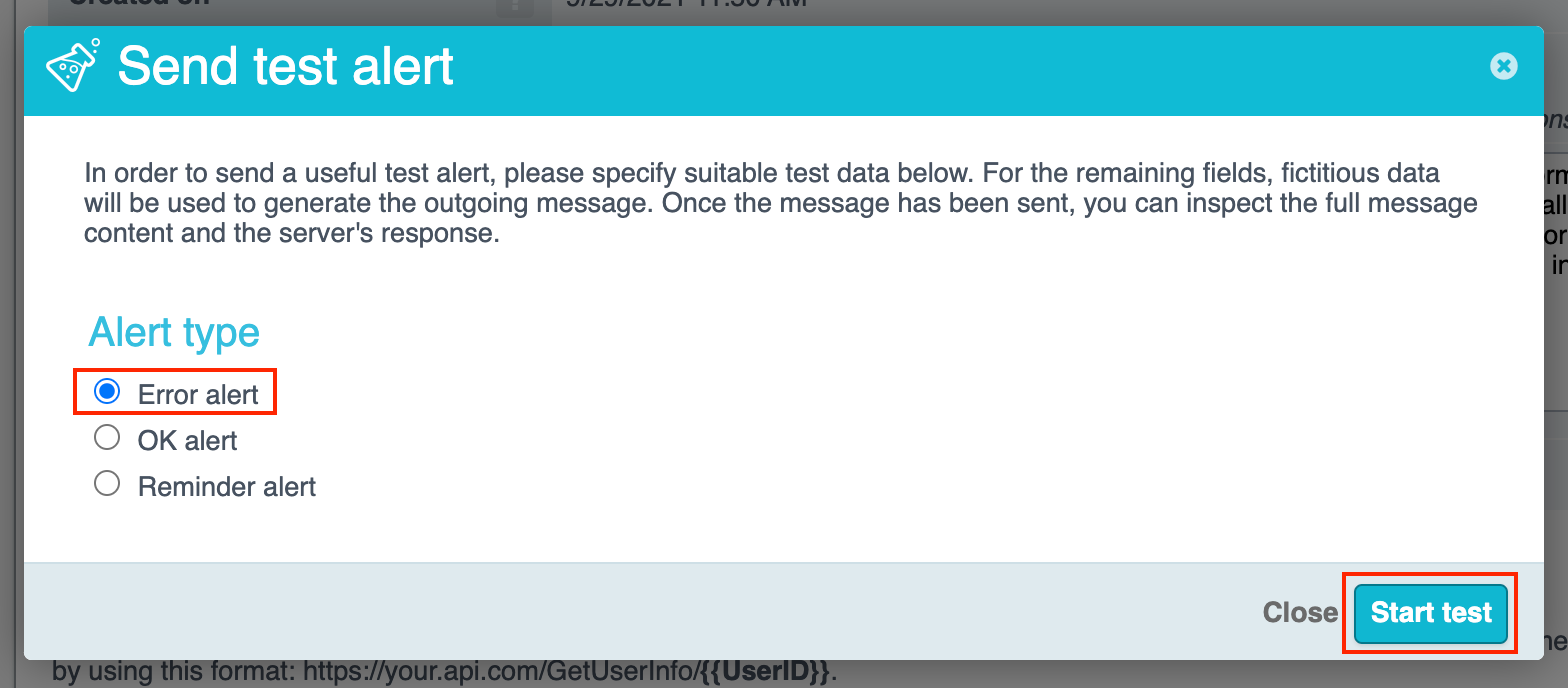 Created on
9/29/2021 11:30 AM
Send test alert
In order to send a useful test alert, please specify suitable test data below. For the remaining fields, fictitious data
will be used to generate the outgoing message. Once the message has been sent, you can inspect the full message
content and the server's response.
Alert type
Error alert
OK alert
Reminder alert
Close
Start test
by using this format: https://your.api.com/GetUserInfo/{{UserID}}.